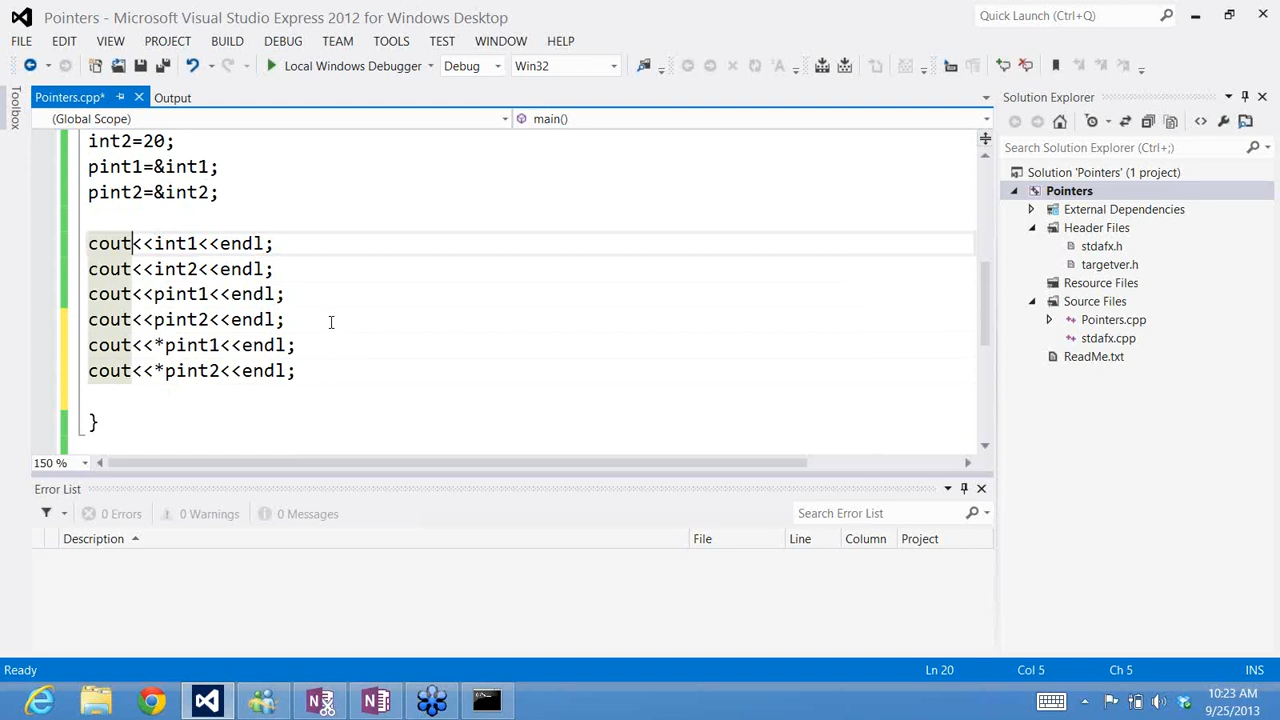 Pointers - Microsoft Visual Studio Express 2012 for Windows Desktop
Quick Launch (Ctrl+Q)
FILE EDIT VIEW PROJECT BUILD DEBUG TEAM TOOLS TEST WINDOW HELP
Local Windows Debugger Debug Win32
Toolbox
Pointers.cpp* Output
(Global Scope) main()
int2=20;
pint1=&int1;
pint2=&int2;
cout<<int1<<endl;
cout<<int2<<endl;
cout<<pint1<<endl;
cout<<pint2<<endl;
cout<<*pint1<<endl;
cout<<*pint2<<endl;
}
150 %
Solution Explorer
Search Solution Explorer (Ctrl+;)
Solution 'Pointers' (1 project)
Pointers
External Dependencies
Header Files
stdafx.h
targetver.h
Resource Files
Source Files
Pointers.cpp
stdafx.cpp
ReadMe.txt
Error List
0 Errors 0 Warnings 0 Messages Search Error List
Description File Line Column Project
Ready Ln 20 Col 5 Ch 5 INS
10:23 AM
9/25/2013